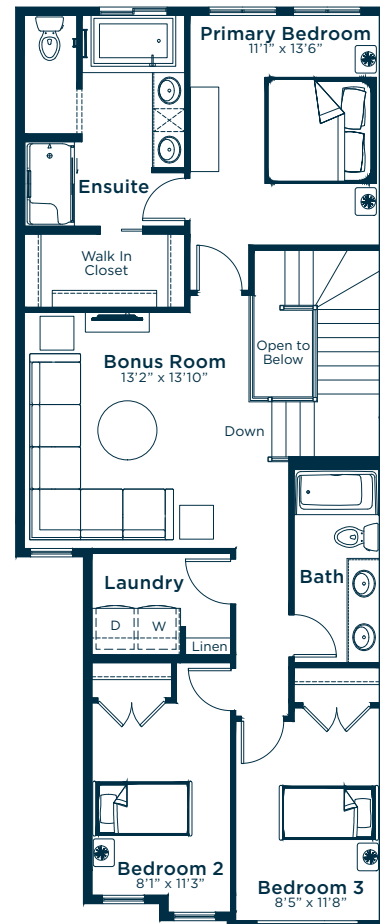 Primary Bedroom
11'1" x 13'6"
Ensuite
Walk In
Closet
Open to
Below
Bonus Room
13'2" x 13'10"
Down
Bath
Laundry
D
W
Linen
Bedroom 2
8'1" x 11'3"
Bedroom 3
8'5" x 11'8"